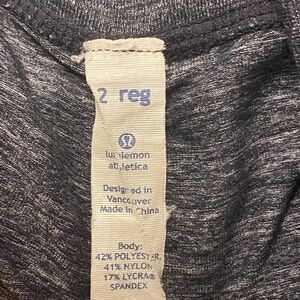 2 reg
lululemon
athletica
Designed in
Vancouver
Made in China
Body:
42% POLYESTER,
41% NYLON,
17% LYCRA®
SPANDEX